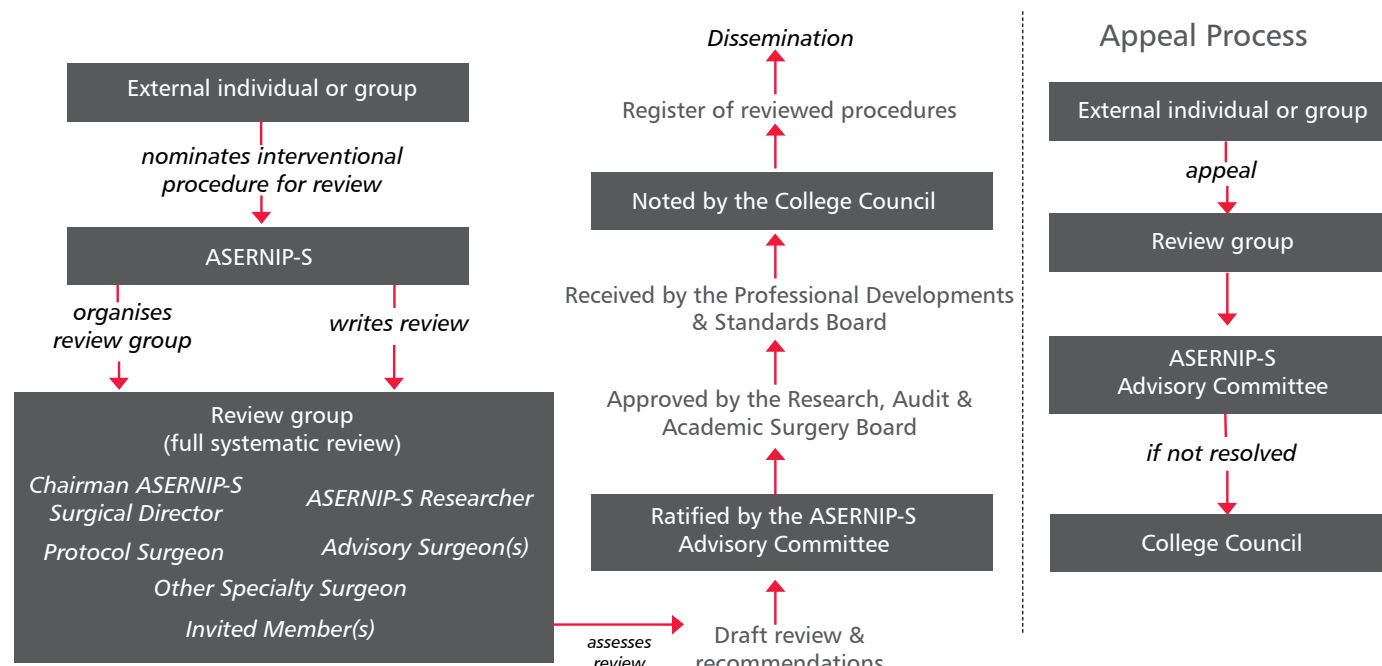 External individual or group
nominates interventional
procedure for review
ASERNIP-S
organises
review group
writes review
Review group
(full systematic review)
Chairman ASERNIP-S
Surgical Director
ASERNIP-S Researcher
Protocol Surgeon
Advisory Surgeon(s)
Other Specialty Surgeon
Invited Member(s)
assesses
review
Draft review &
recommendations
Ratified by the ASERNIP-S
Advisory Committee
Approved by the Research, Audit &
Academic Surgery Board
Received by the Professional Developments
& Standards Board
Noted by the College Council
Register of reviewed procedures
Dissemination
Appeal Process
External individual or group
appeal
Review group
ASERNIP-S
Advisory Committee
if not resolved
College Council